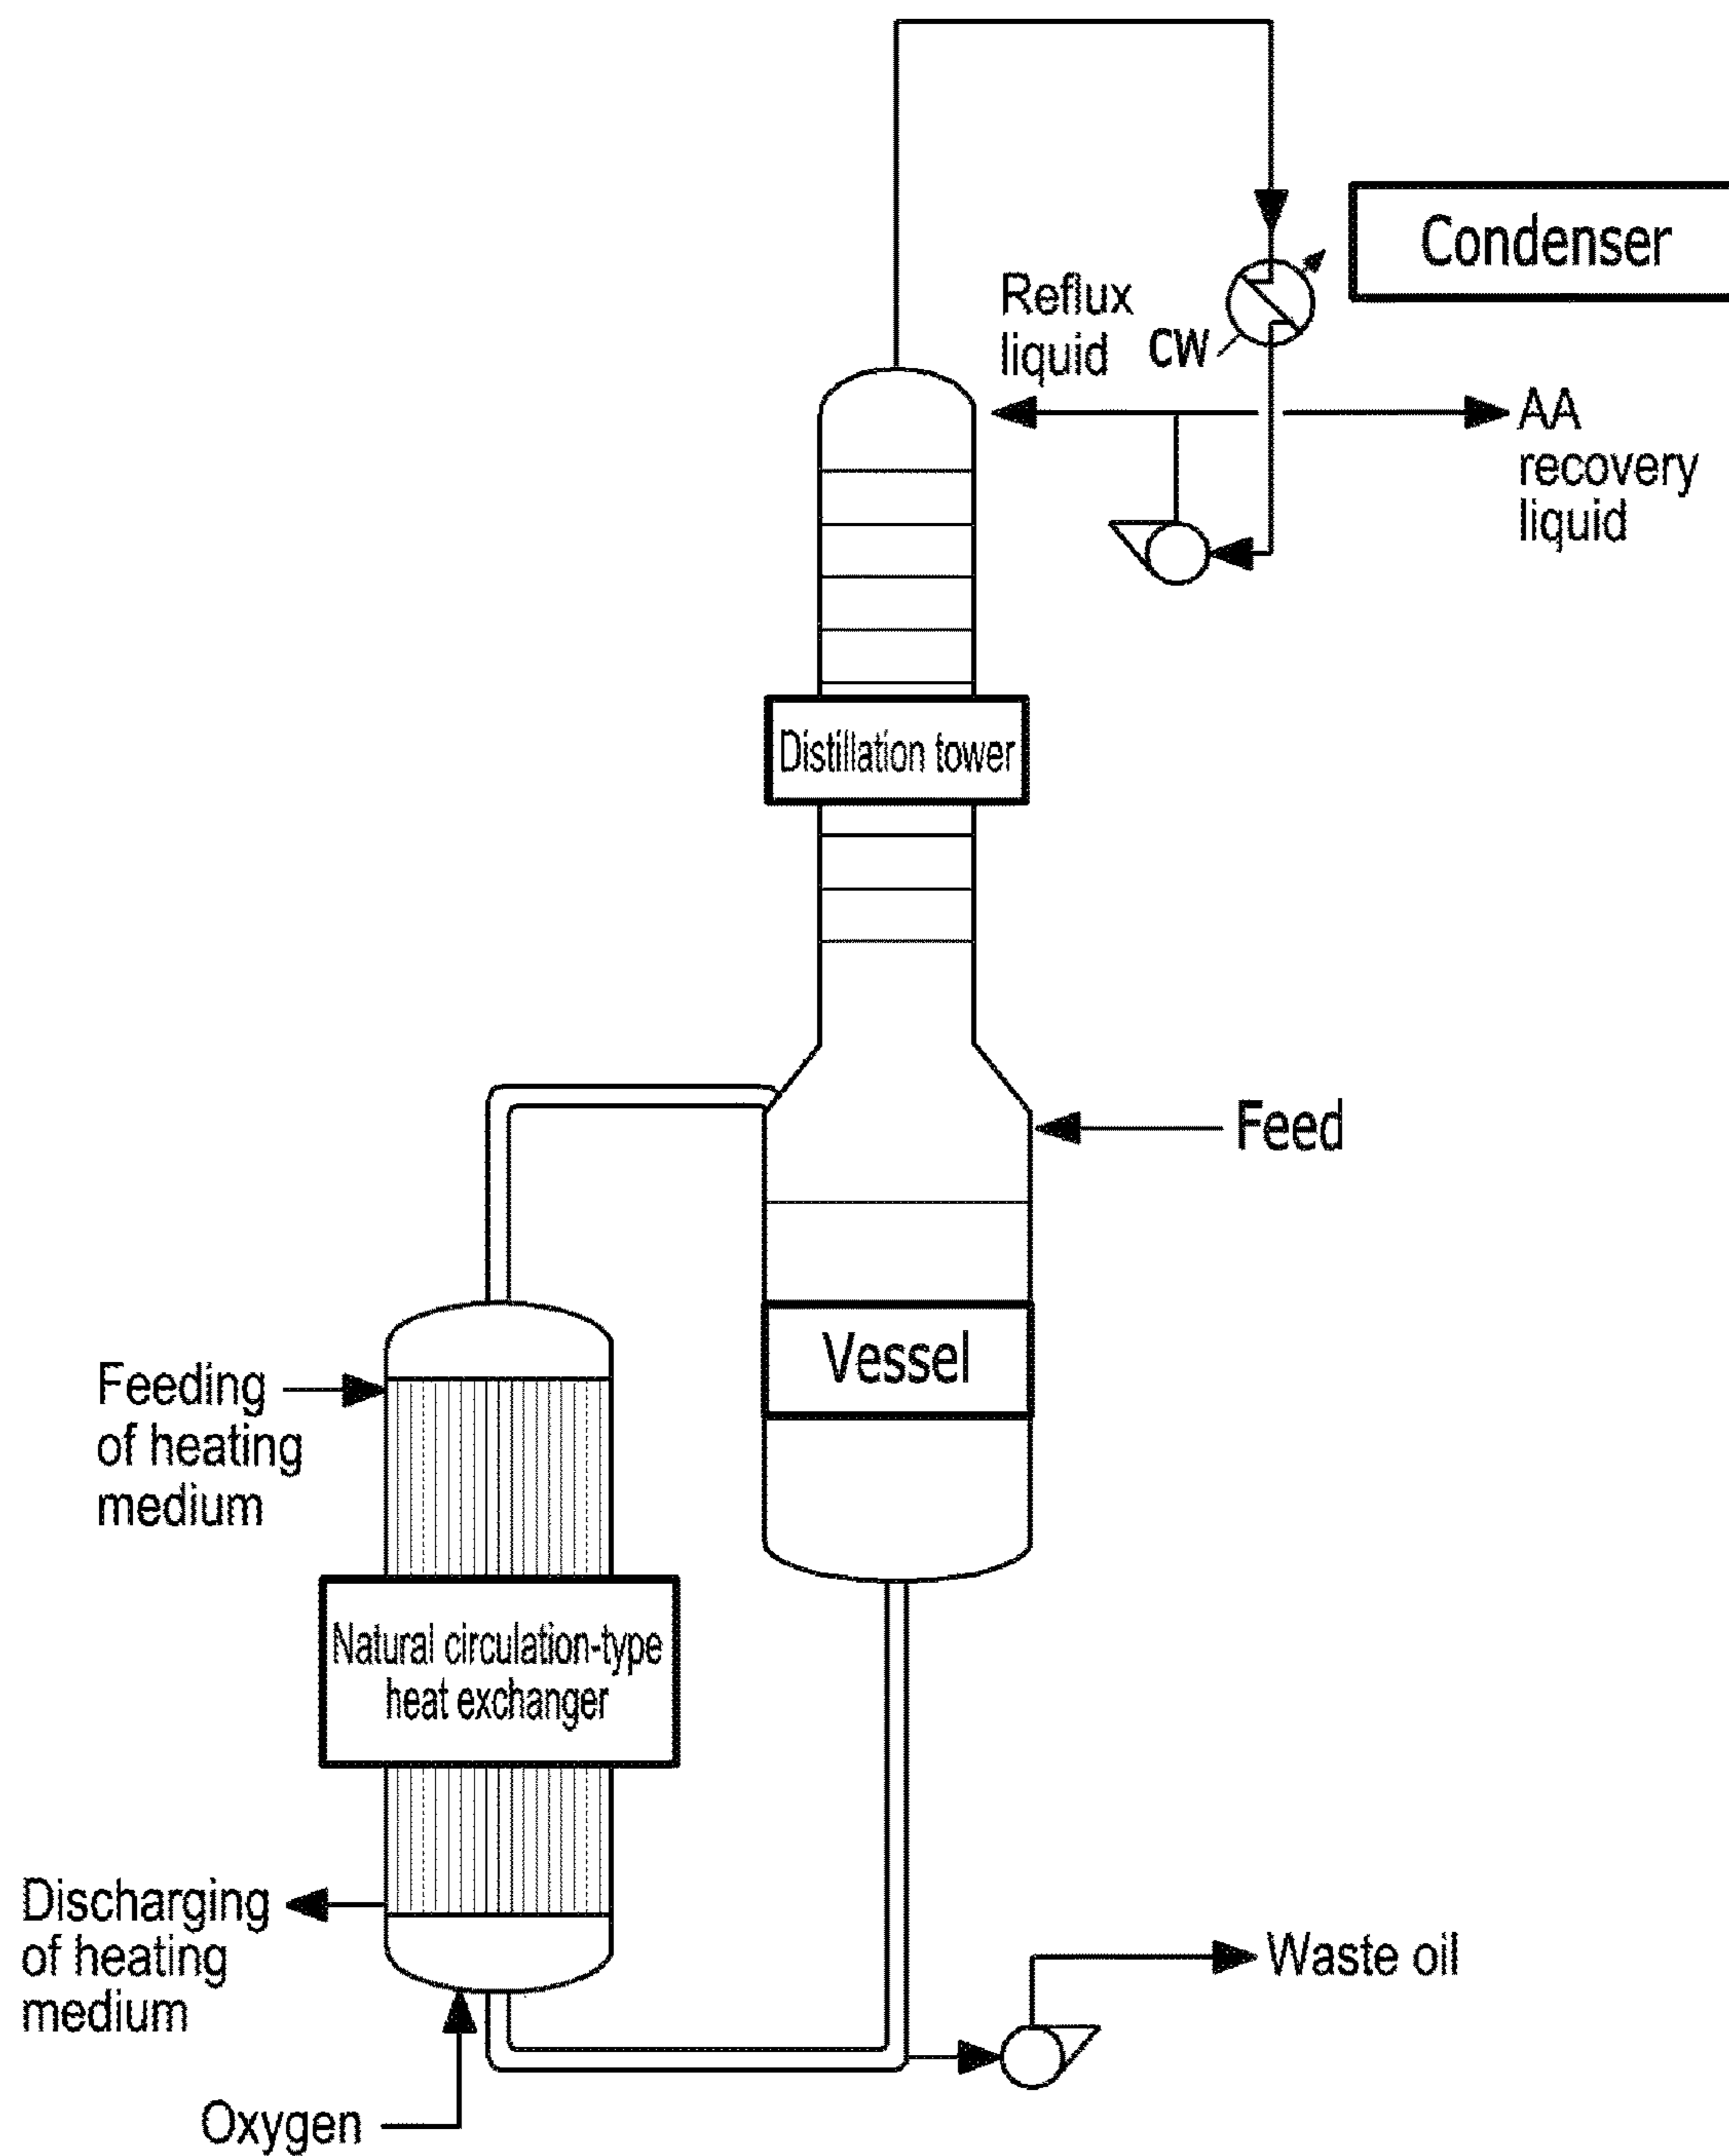 Condenser
Reflux
liquid
CW
AA
recovery
liquid
Distillation tower
Feed
Vessel
Feeding
of heating
medium
Natural circulation-type
heat exchanger
Discharging
of heating
medium
Waste oil
Oxygen